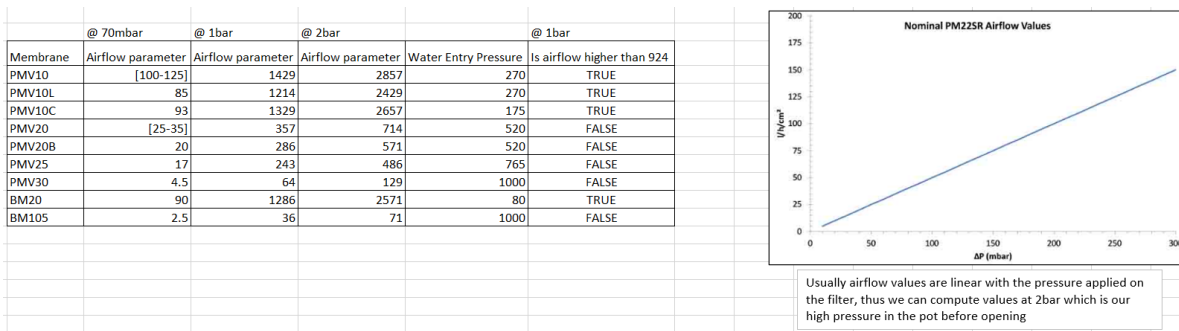 @ 70mbar @ 1bar @ 2bar @ 1bar
Membrane Airflow parameter Airflow parameter Airflow parameter Water Entry Pressure Is airflow higher than 924
PMV10 [100-125] 1429 2857 270 TRUE
PMV10L 85 1214 2429 270 TRUE
PMV10C 93 1329 2657 175 TRUE
PMV20 [25-35] 357 714 520 FALSE
PMV20B 20 286 571 520 FALSE
PMV25 17 243 486 765 FALSE
PMV30 4.5 64 129 1000 FALSE
BM20 90 1286 2571 80 TRUE
BM105 2.5 36 71 1000 FALSE
Nominal PM22SR Airflow Values
200
175
150
125
100
75
50
25
0
l/h/cm²
0 50 100 150 200 250 300
ΔP (mbar)
Usually airflow values are linear with the pressure applied on
the filter, thus we can compute values at 2bar which is our
high pressure in the pot before opening